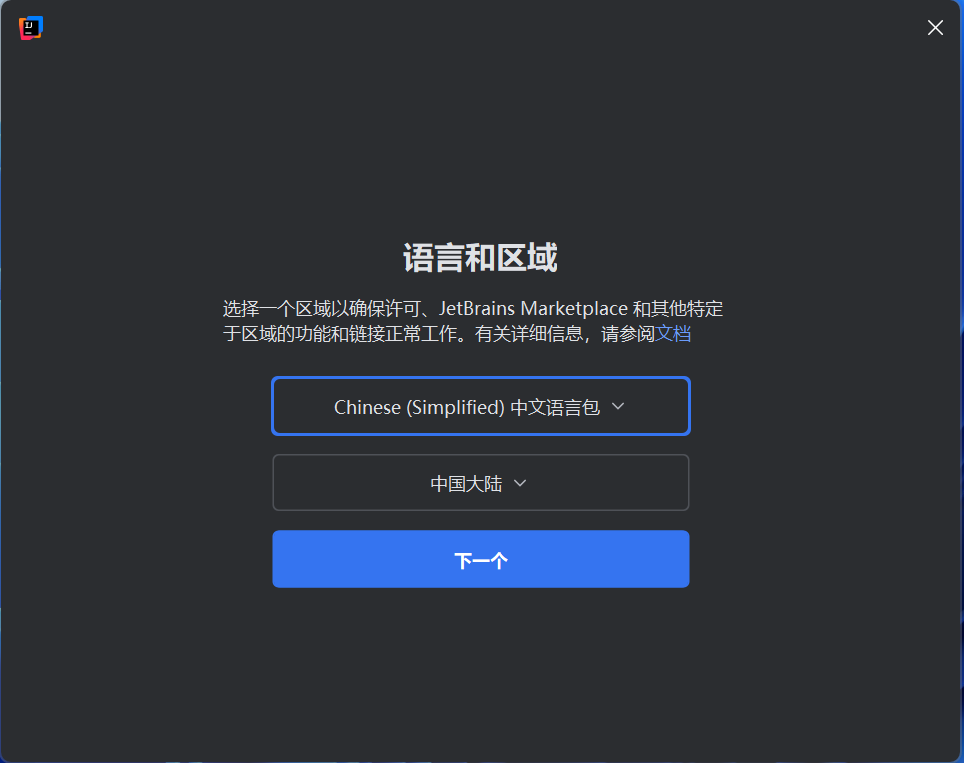 IJ
语言和区域
选择一个区域以确保许可、JetBrains Marketplace 和其他特定
于区域的功能和链接正常工作。有关详细信息，请参阅文档
Chinese (Simplified) 中文语言包
中国大陆
下一个